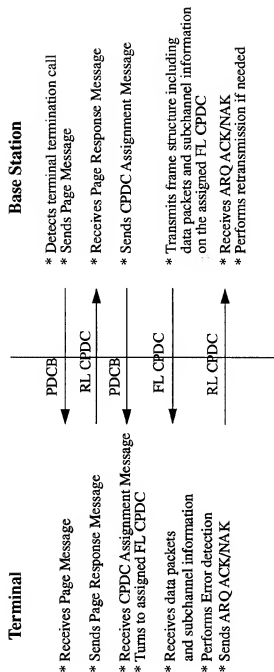 Terminal
* Receives Page Message
* Sends Page Response Message
* Receives CPDC Assignment Message
* Turns to assigned FL CPDC
* Receives data packets
and subchannel information
* Performs Error detection
* Sends ARQ ACK/NAK
PDCB
RL CPDC
PDCB
FL CPDC
RL CPDC
Base Station
* Detects terminal termination call
* Sends Page Message
* Receives Page Response Message
* Sends CPDC Assignment Message
* Transmits frame structure including
data packets and subchannel information
on the assigned FL CPDC
* Receives ARQ ACK/NAK
* Performs retransmission if needed